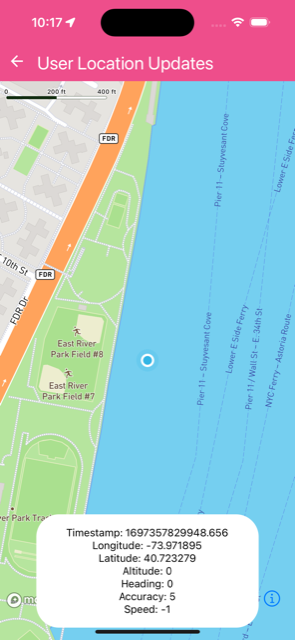 10:17
User Location Updates
0 200 ft 400 ft
FDR
Pier 11 – Stuyvesant Cove
Lower E Side Ferry
E 10th St
FDR
FDR Dr
East River
Park Field #8
East River
Park Field #7
Pier 11 – Stuyvesant Cove
Lower E Side Ferry
Pier 11 / Wall St – E. 34th St
NYC Ferry – Astoria Route
Timestamp: 1697357829948.656
Longitude: -73.971895
Latitude: 40.723279
Altitude: 0
Heading: 0
Accuracy: 5
Speed: -1